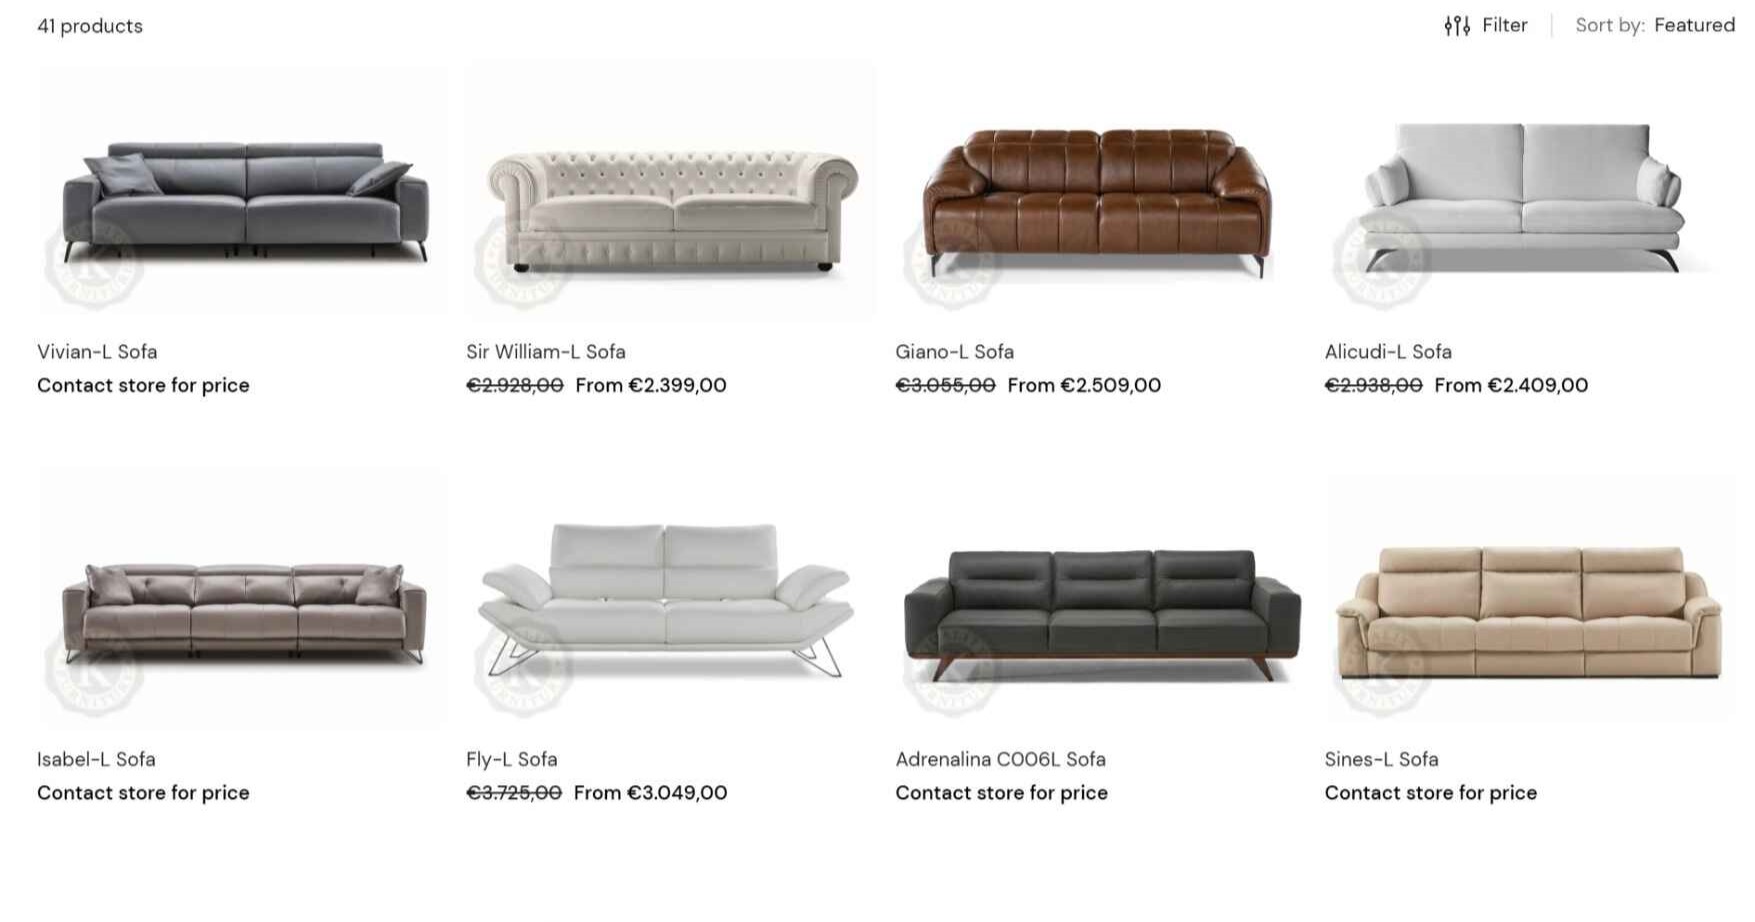 41 products
Filter
Sort by: Featured
Vivian-L Sofa
Contact store for price
Sir William-L Sofa
€2.928,00 From €2.399,00
Giano-L Sofa
€3.055,00 From €2.509,00
Alicudi-L Sofa
€2.938,00 From €2.409,00
Isabel-L Sofa
Contact store for price
Fly-L Sofa
€3.725,00 From €3.049,00
Adrenalina C006L Sofa
Contact store for price
Sines-L Sofa
Contact store for price